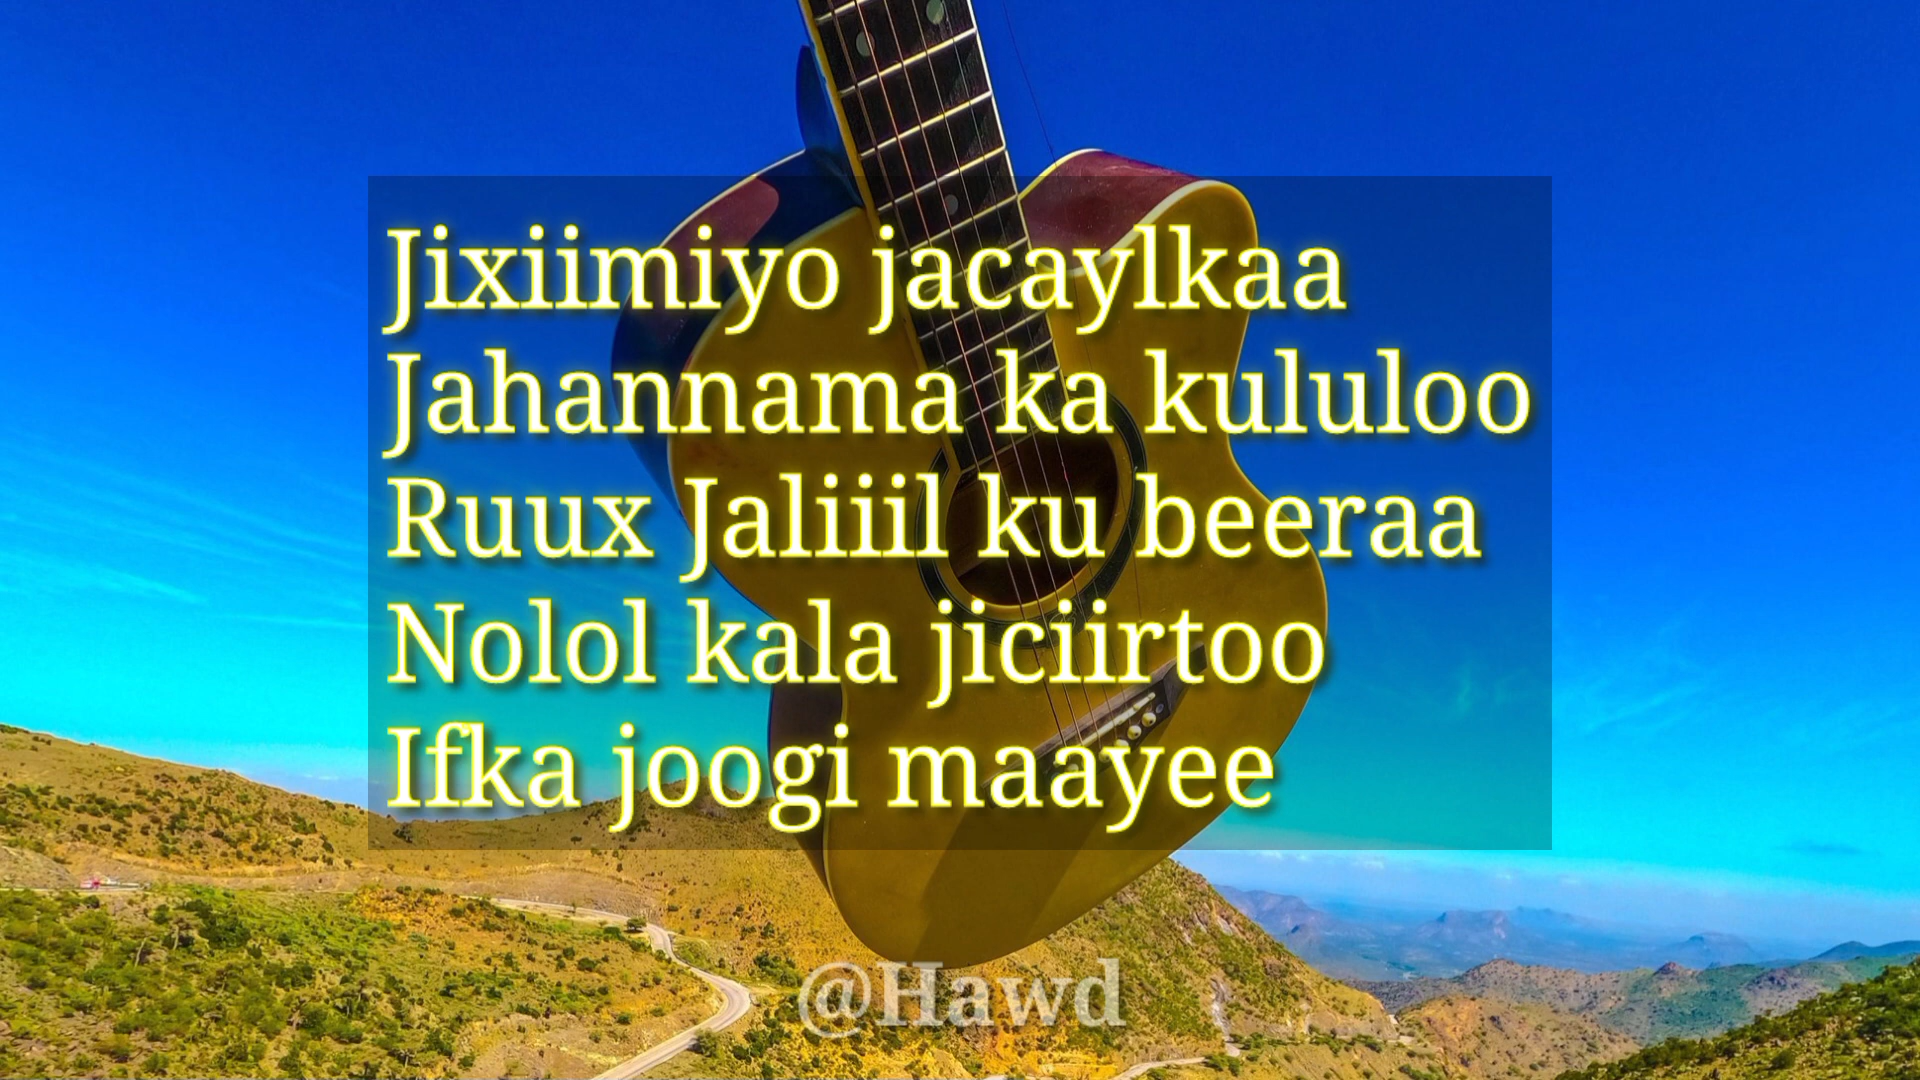 Jixiimiyo jacaylkaa
Jahannama ka kululoo
Ruux Jaliiil ku beeraa
Nolol kala jiciirtoo
Ifka joogi maayee
@Hawd